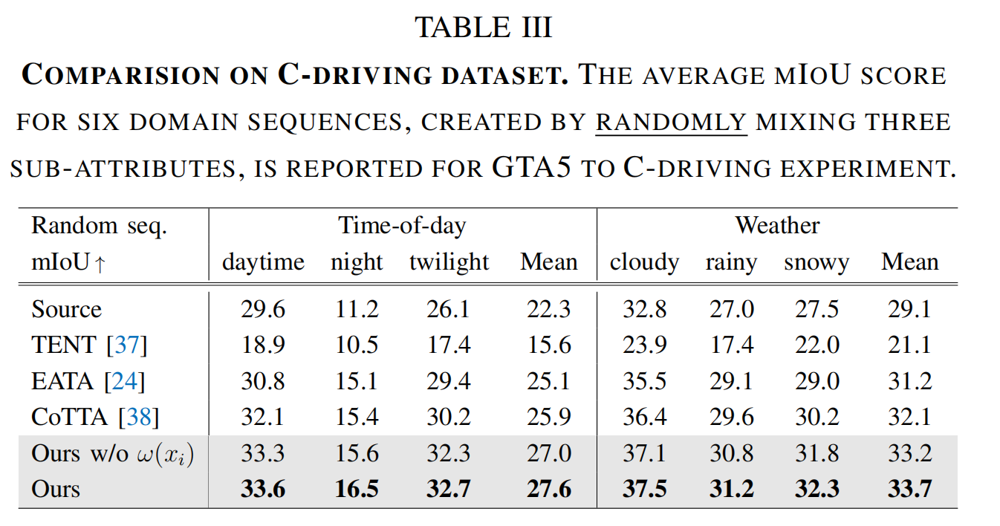 TABLE III
COMPARISION ON C-DRIVING DATASET. THE AVERAGE MIOU SCORE
FOR SIX DOMAIN SEQUENCES, CREATED BY RANDOMLY MIXING THREE
SUB-ATTRIBUTES, IS REPORTED FOR GTA5 TO C-DRIVING EXPERIMENT.
Random seq. Time-of-day Weather
mIoU↑ daytime night twilight Mean cloudy rainy snowy Mean
Source 29.6 11.2 26.1 22.3 32.8 27.0 27.5 29.1
TENT [37] 18.9 10.5 17.4 15.6 23.9 17.4 22.0 21.1
EATA [24] 30.8 15.1 29.4 25.1 35.5 29.1 29.0 31.2
CoTTA [38] 32.1 15.4 30.2 25.9 36.4 29.6 30.2 32.1
Ours w/o ω(xᵢ) 33.3 15.6 32.3 27.0 37.1 30.8 31.8 33.2
Ours 33.6 16.5 32.7 27.6 37.5 31.2 32.3 33.7